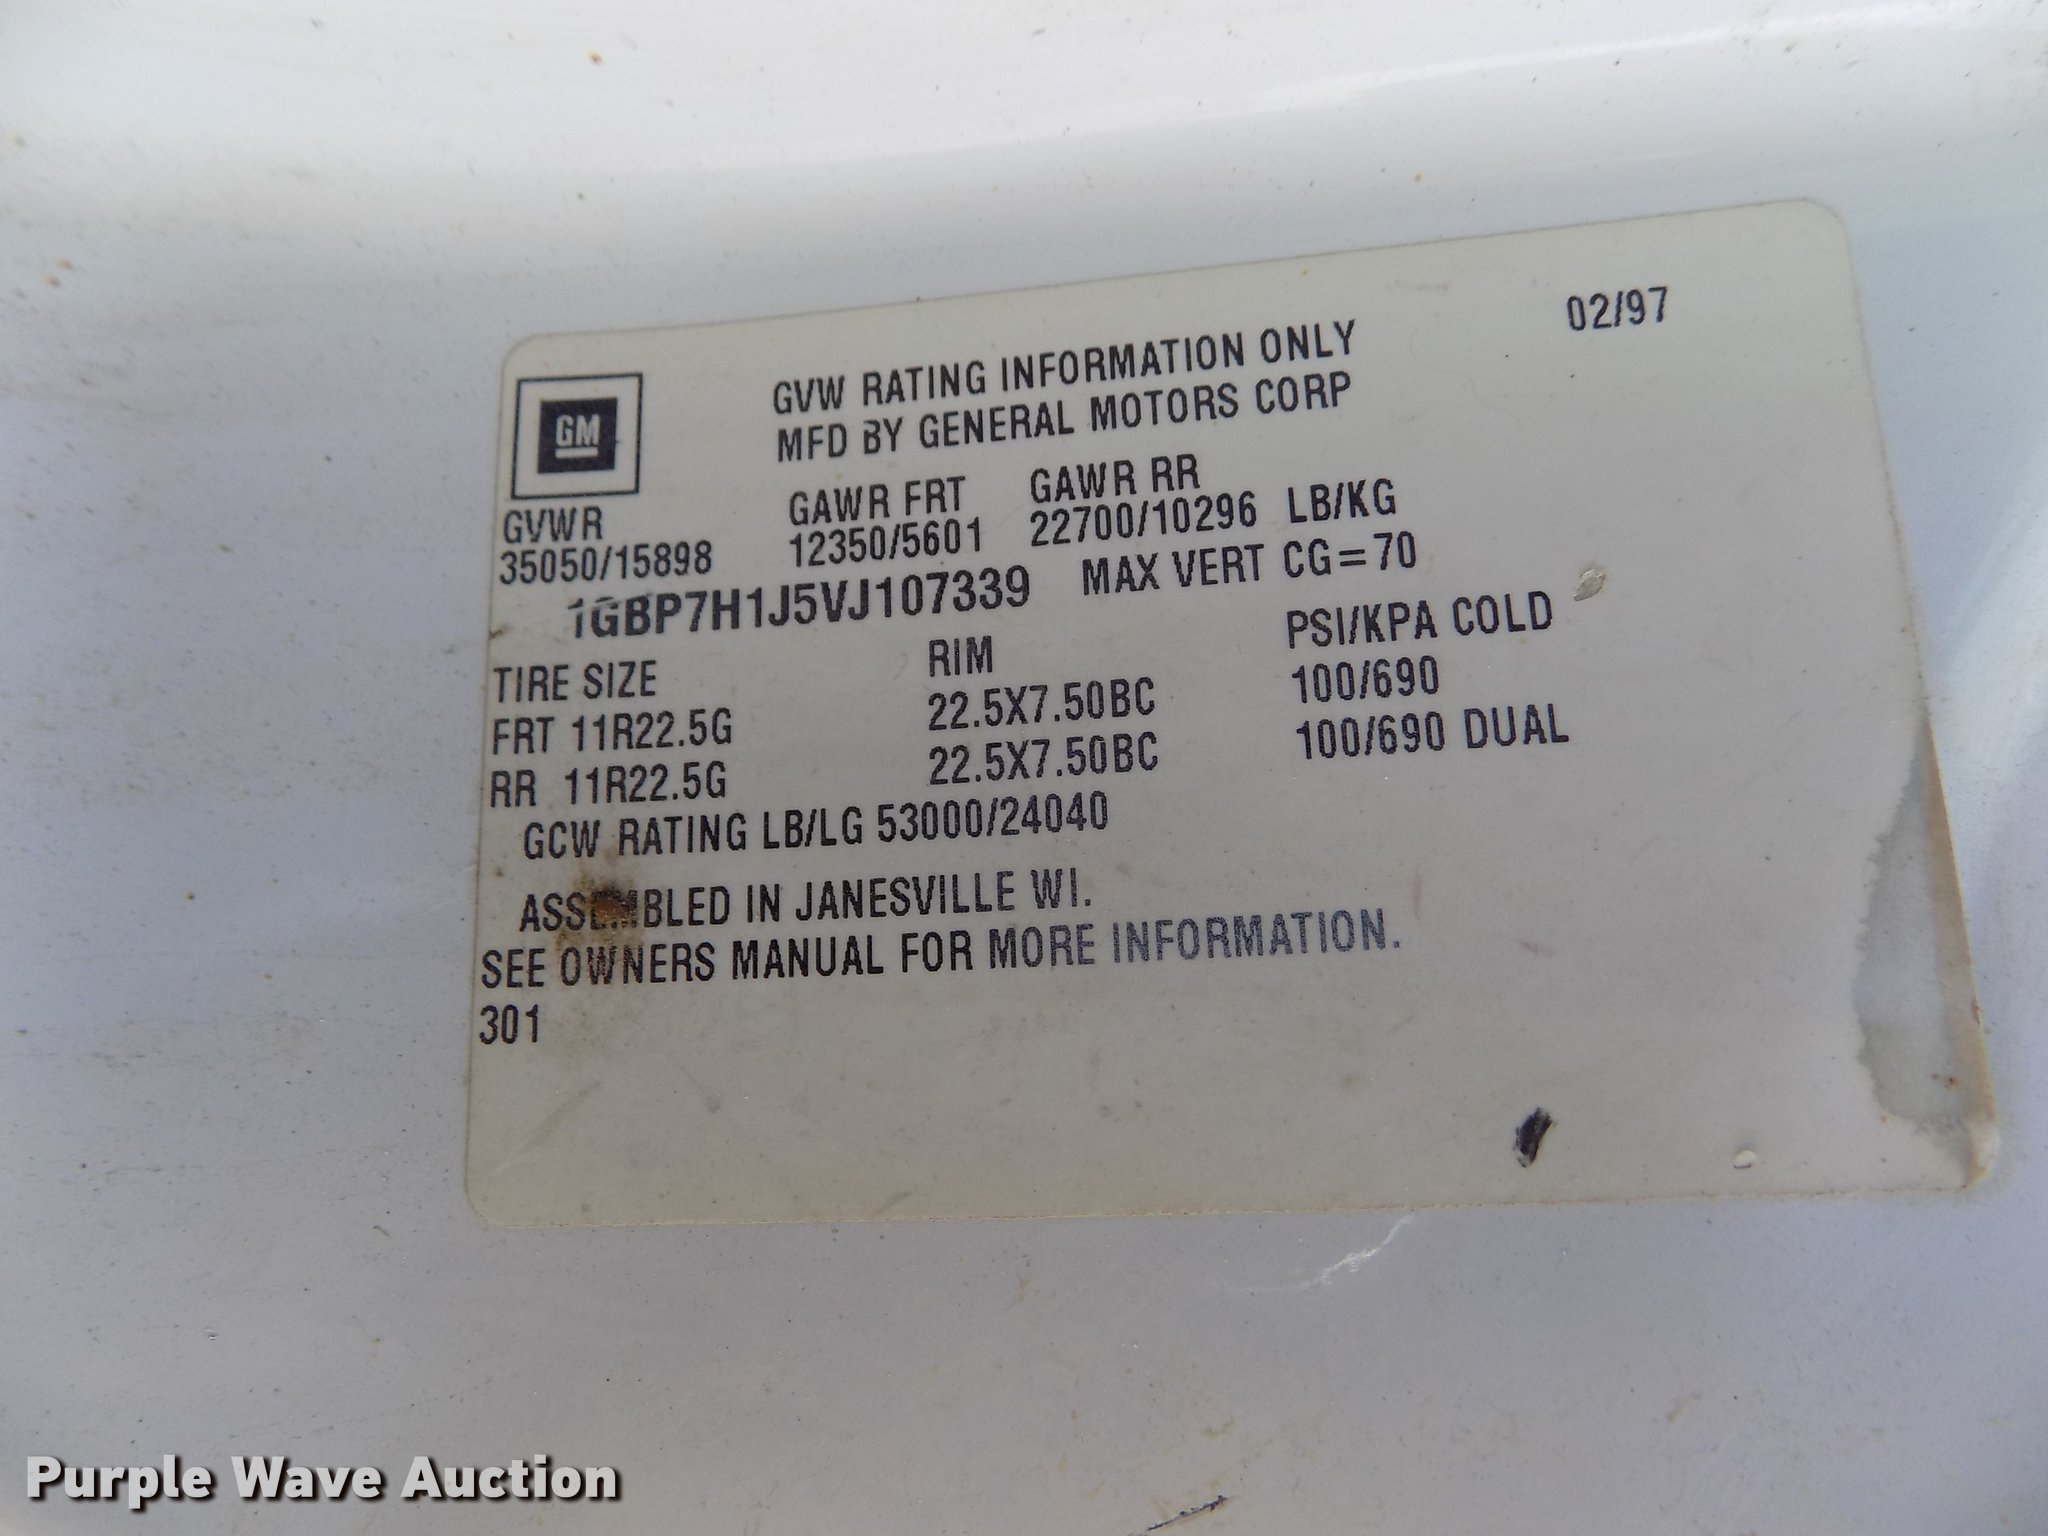 02/97
GVW RATING INFORMATION ONLY
MFD BY GENERAL MOTORS CORP
GM
GVWR GAWR FRT GAWR RR
35050/15898 12350/5601 22700/10296 LB/KG
1GBP7H1J5VJ107339 MAX VERT CG=70
TIRE SIZE RIM PSI/KPA COLD
FRT 11R22.5G 22.5X7.50BC 100/690
RR 11R22.5G 22.5X7.50BC 100/690 DUAL
GCW RATING LB/LG 53000/24040
ASSEMBLED IN JANESVILLE WI.
SEE OWNERS MANUAL FOR MORE INFORMATION.
301
Purple Wave Auction